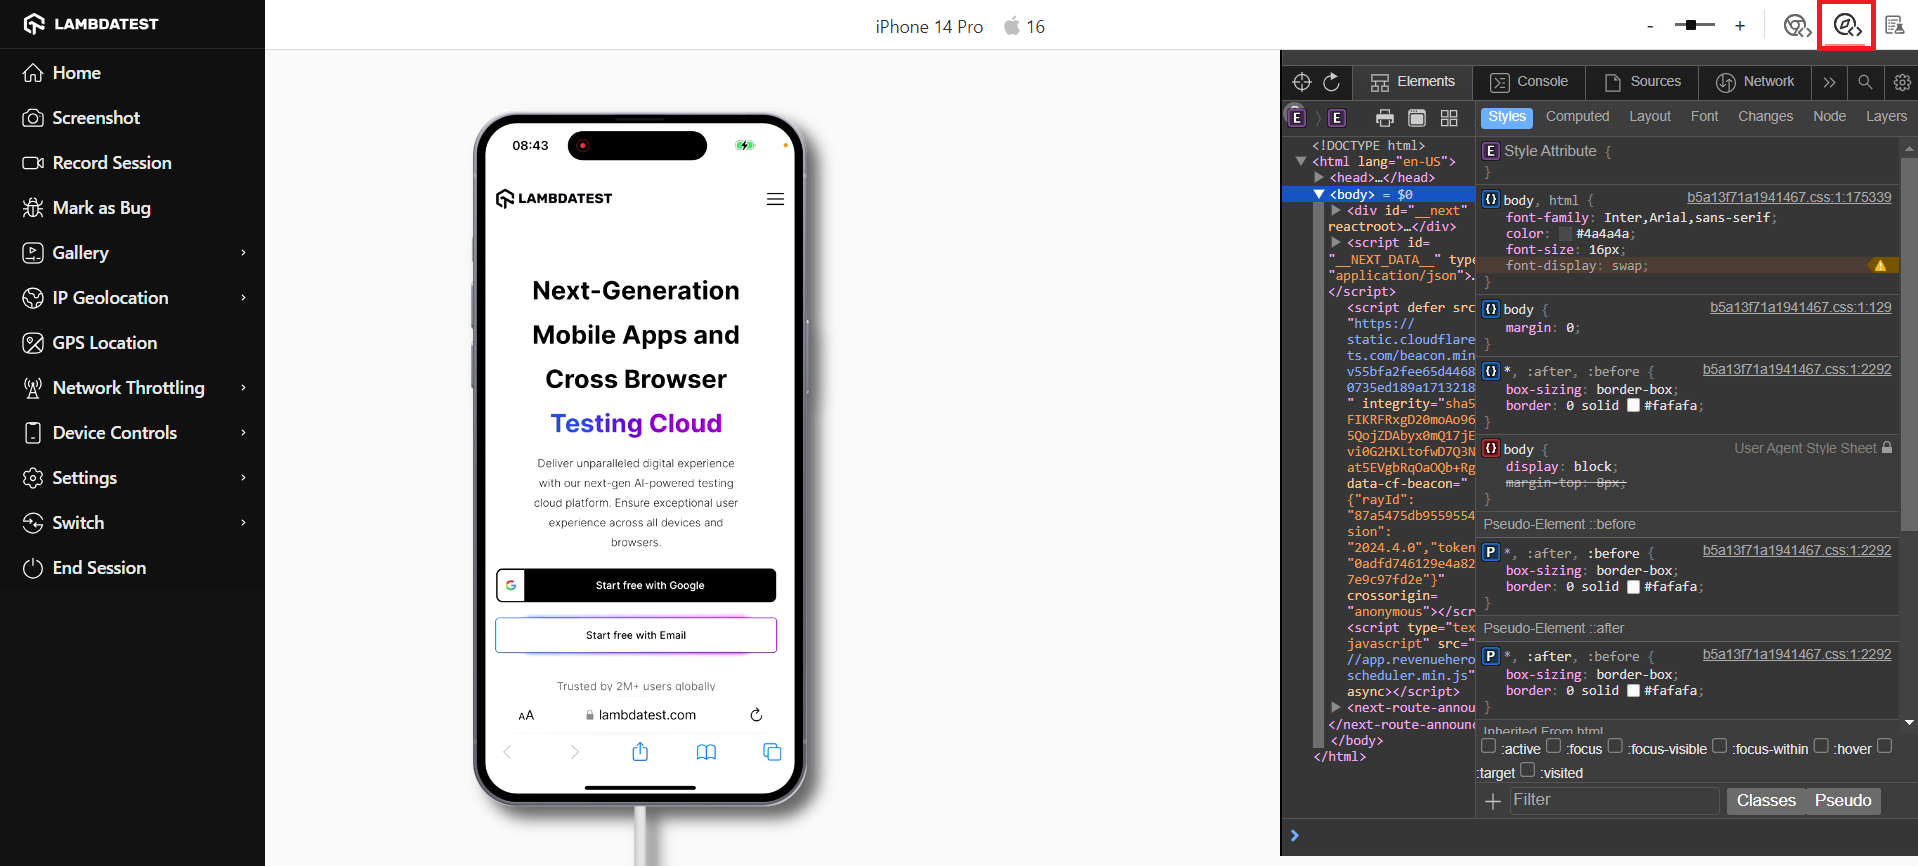 LAMBDATEST
Home
Screenshot
Record Session
Mark as Bug
Gallery
IP Geolocation
GPS Location
Network Throttling
Device Controls
Settings
Switch
End Session
iPhone 14 Pro 16
- +
08:43
LAMBDATEST
Next-Generation
Mobile Apps and
Cross Browser
Testing Cloud
Deliver unparalleled digital experience
with our next-gen AI-powered testing
cloud platform. Ensure exceptional user
experience across all devices and
browsers.
G Start free with Google
Start free with Email
Trusted by 2M+ users globally
AA lambdatest.com
Elements Console Sources Network
E E
<!DOCTYPE html>
<html lang="en-US">
<head>…</head>
<body> = $0
<div id="__next"
reactroot>…</div>
<script id=
"__NEXT_DATA__" type
"application/json">.
</script>
<script defer src
"https://
static.cloudflare
ts.com/beacon.min
v55bfa2fee65d4468
0735ed189a1713218
" integrity="sha5
FIKRFRxgD20moAo96
5QojZDAbyx0mQ17jE
vi0G2HXLtofwD7Q3N
at5EVgbRqOaOQb+Rg
data-cf-beacon="
{"rayId":
"87a5475db9559554
sion":
"2024.4.0","token
"0adfd746129e4a82
7e9c97fd2e"}"
crossorigin=
"anonymous"></scr
<script type="tex
javascript" src="
//app.revenuehero
scheduler.min.js"
async></script>
<next-route-annou
</next-route-announc
</body>
</html>
Styles Computed Layout Font Changes Node Layers
E Style Attribute {
}
{} body, html { b5a13f71a1941467.css:1:175339
font-family: Inter,Arial,sans-serif;
color: #4a4a4a;
font-size: 16px;
font-display: swap;
}
{} body { b5a13f71a1941467.css:1:129
margin: 0;
}
{} *, :after, :before { b5a13f71a1941467.css:1:2292
box-sizing: border-box;
border: 0 solid #fafafa;
}
{} body { User Agent Style Sheet
display: block;
margin-top: 8px;
}
Pseudo-Element ::before
P *, :after, :before { b5a13f71a1941467.css:1:2292
box-sizing: border-box;
border: 0 solid #fafafa;
}
Pseudo-Element ::after
P *, :after, :before { b5a13f71a1941467.css:1:2292
box-sizing: border-box;
border: 0 solid #fafafa;
}
Inherited From html
:active :focus :focus-visible :focus-within :hover
:target :visited
+ Filter Classes Pseudo